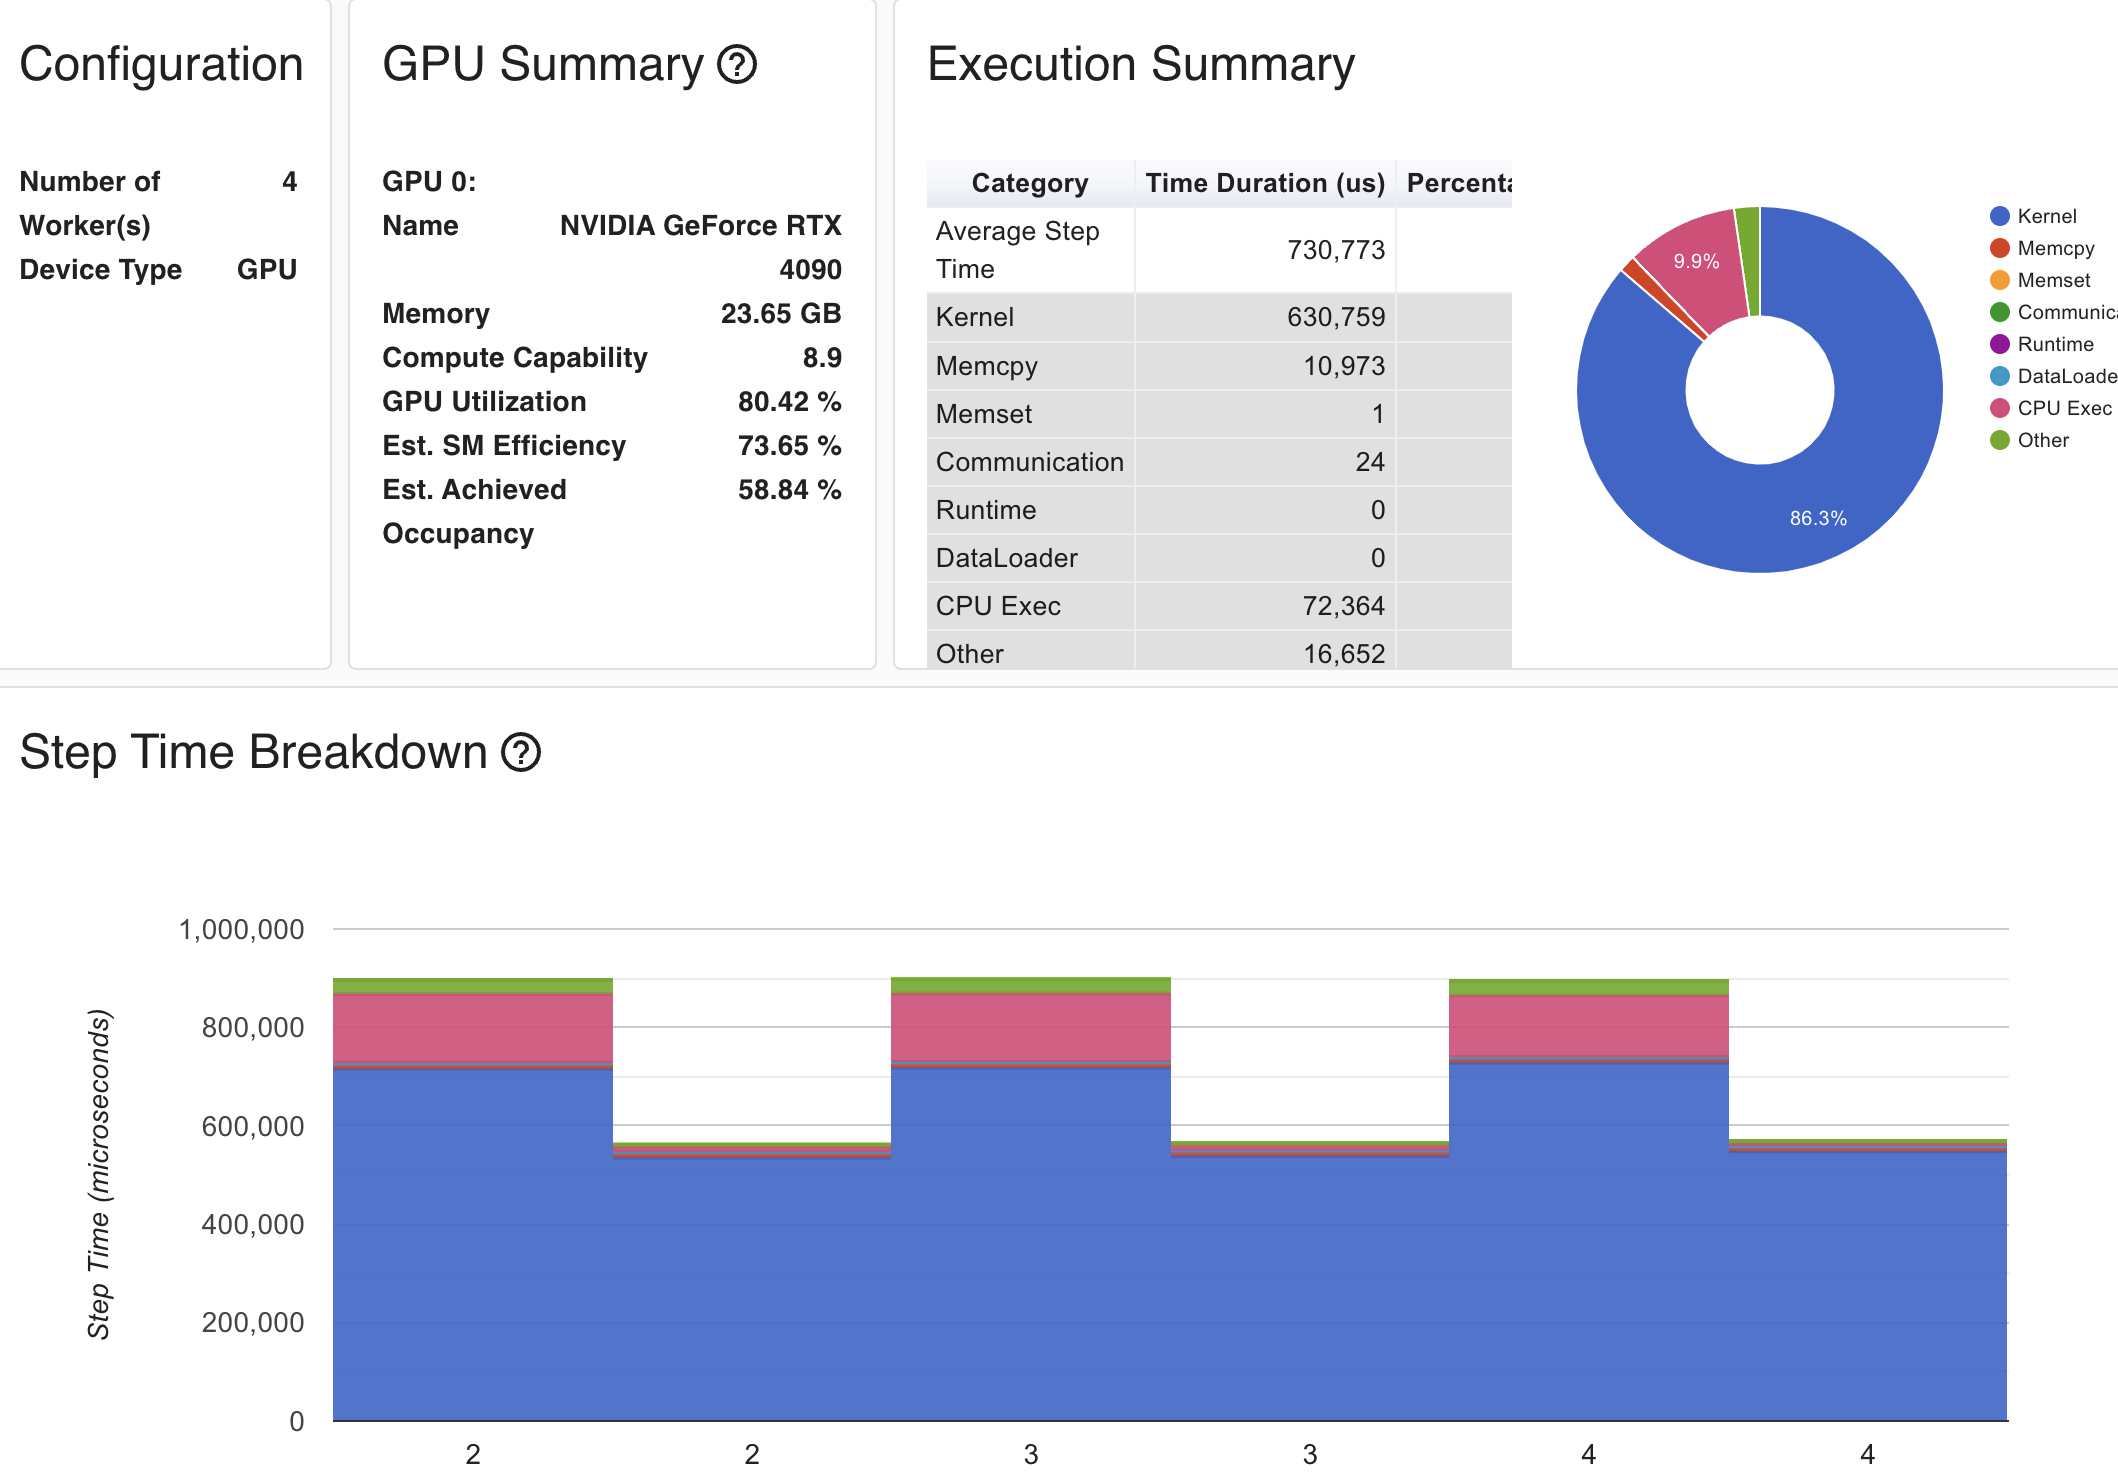 Configuration
Number of 4
Worker(s)
Device Type GPU
GPU Summary
GPU 0:
Name NVIDIA GeForce RTX
4090
Memory 23.65 GB
Compute Capability 8.9
GPU Utilization 80.42 %
Est. SM Efficiency 73.65 %
Est. Achieved 58.84 %
Occupancy
Execution Summary
Category Time Duration (us) Percenta
Average Step
Time 730,773
Kernel 630,759
Memcpy 10,973
Memset 1
Communication 24
Runtime 0
DataLoader 0
CPU Exec 72,364
Other 16,652
9.9%
86.3%
Kernel
Memcpy
Memset
Communica
Runtime
DataLoade
CPU Exec
Other
Step Time Breakdown
Step Time (microseconds)
1,000,000
800,000
600,000
400,000
200,000
0
2 2 3 3 4 4